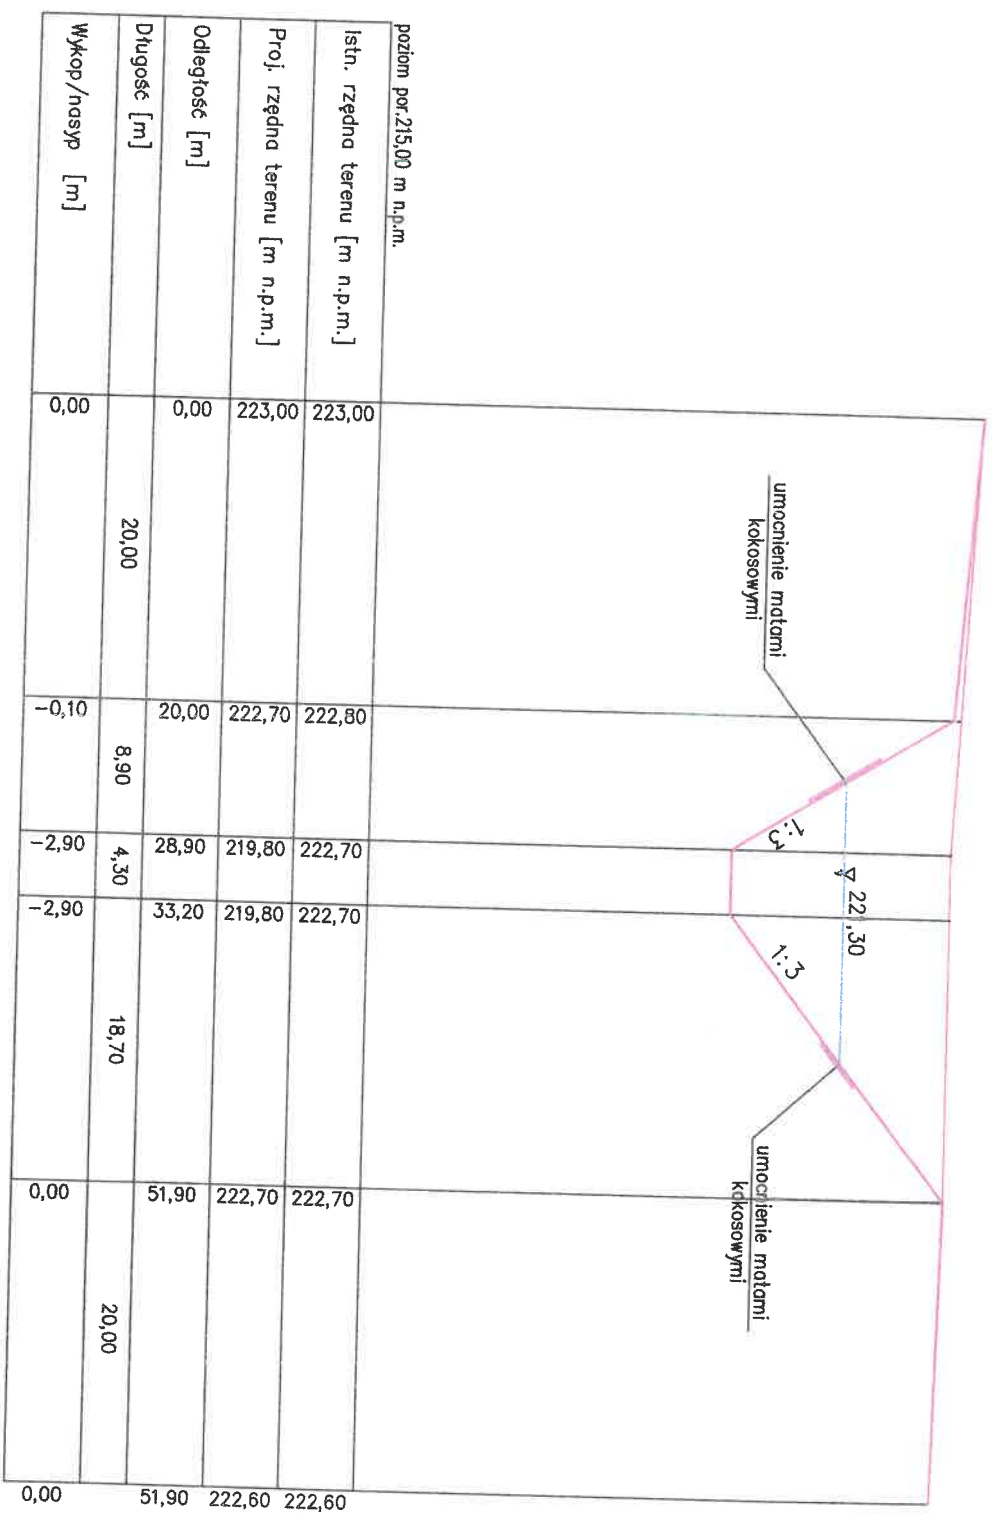 umocnienie matami
kokosowymi
1:3
221,30
1:3
umocnienie matami
kokosowymi
poziom por.215,00 m n.p.m.
Istn. rzędna terenu [m n.p.m.] 223,00 222,80 222,70 222,70 222,70 222,60
Proj. rzędna terenu [m n.p.m.] 223,00 222,70 219,80 219,80 222,70 222,60
Odległość [m] 0,00 20,00 28,90 33,20 51,90 51,90
Długość [m] 20,00 8,90 4,30 18,70 20,00
Wykop/nasyp [m] 0,00 -0,10 -2,90 -2,90 0,00 0,00